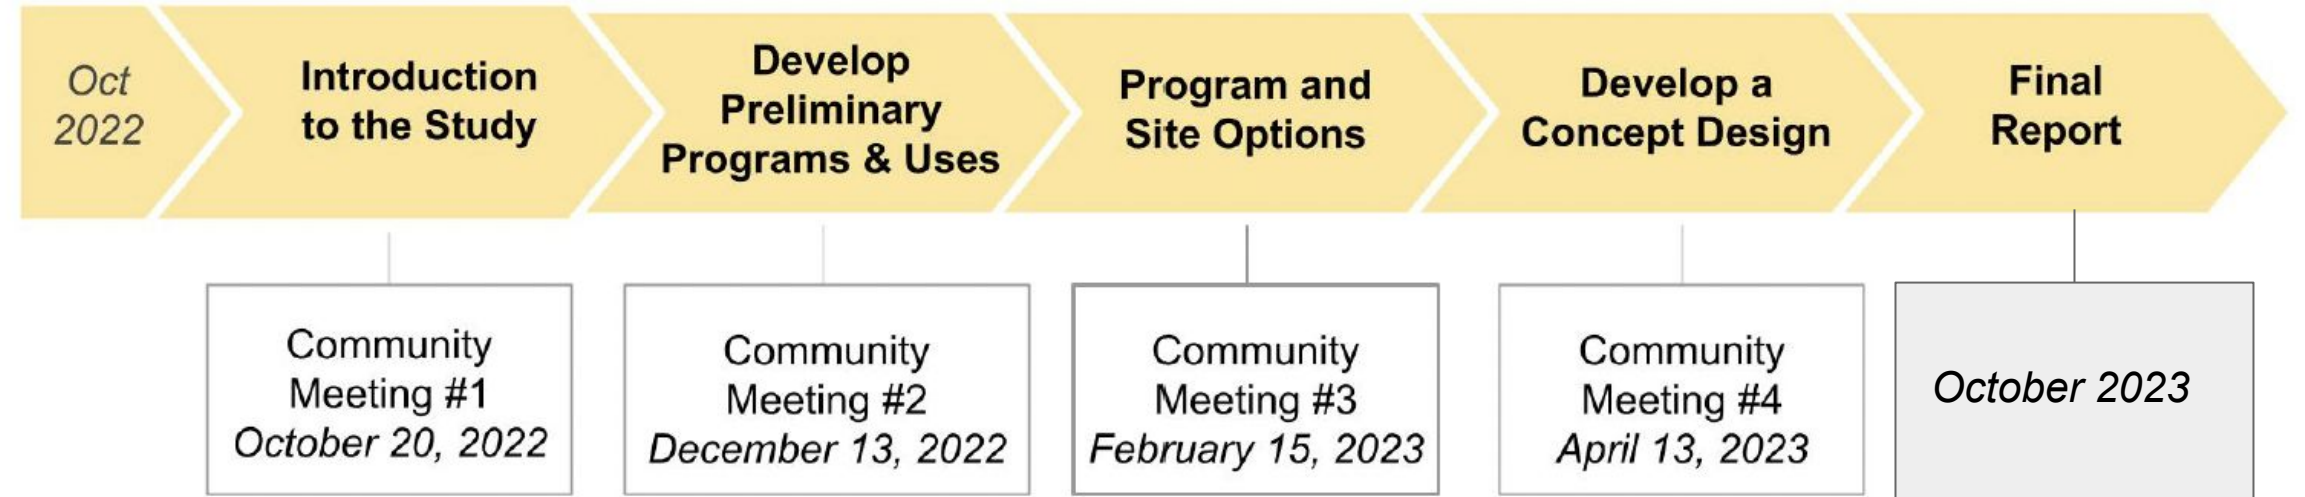 Oct
2022
Introduction
to the Study
Develop
Preliminary
Programs & Uses
Program and
Site Options
Develop a
Concept Design
Final
Report
Community
Meeting #1
October 20, 2022
Community
Meeting #2
December 13, 2022
Community
Meeting #3
February 15, 2023
Community
Meeting #4
April 13, 2023
October 2023